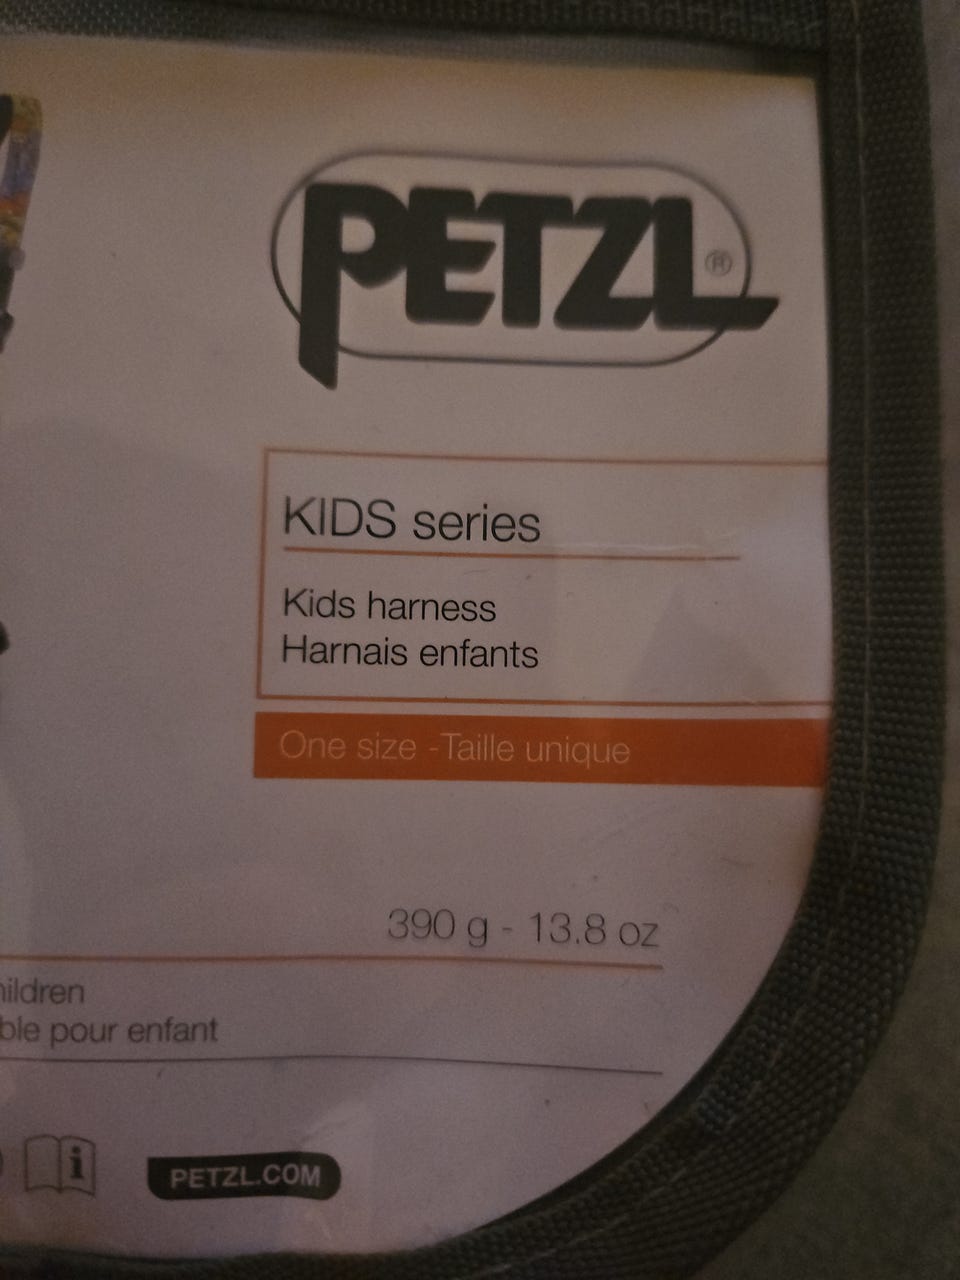 PETZL®
KIDS series
Kids harness
Harnais enfants
One size -Taille unique
390 g - 13.8 oz
pour enfant
i
PETZL.COM